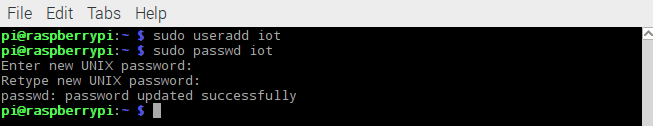 File Edit Tabs Help
pi@raspberrypi:~ $ sudo useradd iot
pi@raspberrypi:~ $ sudo passwd iot
Enter new UNIX password:
Retype new UNIX password:
passwd: password updated successfully
pi@raspberrypi:~ $